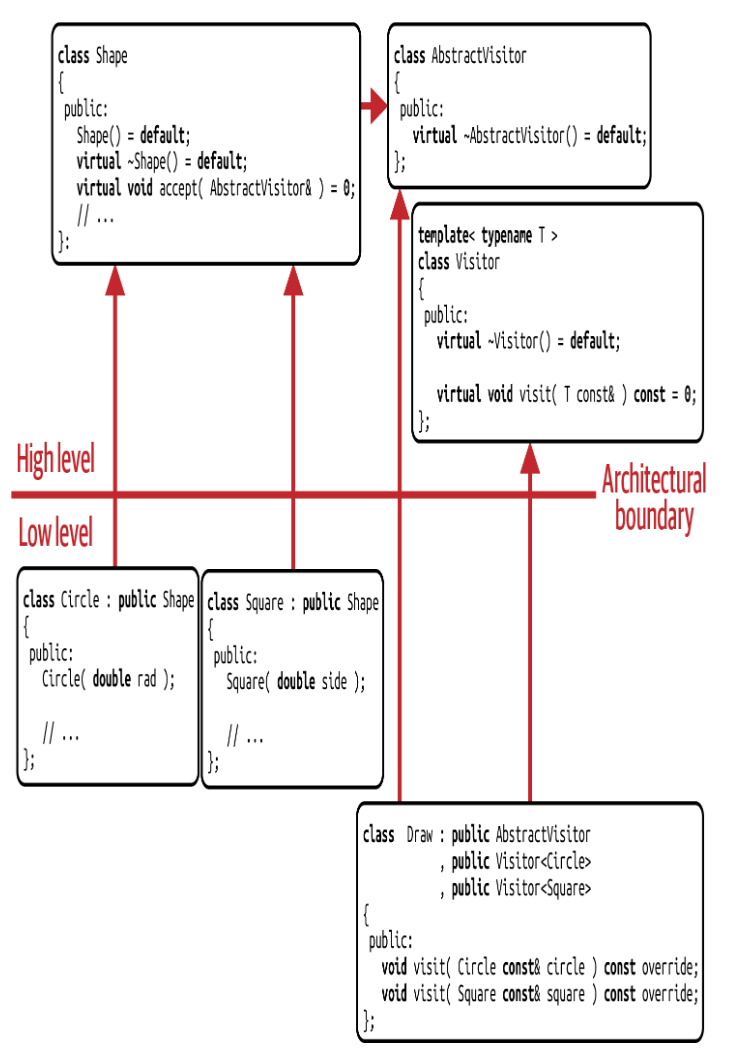 class Shape
{
public:
Shape() = default;
virtual ~Shape() = default;
virtual void accept( AbstractVisitor& ) = 0;
// ...
}:
class AbstractVisitor
{
public:
virtual ~AbstractVisitor() = default;
};
template< typename T >
class Visitor
{
public:
virtual ~Visitor() = default;
virtual void visit( T const& ) const = 0;
};
High level
Architectural
boundary
Low level
class Circle : public Shape
{
public:
Circle( double rad );
// ...
};
class Square : public Shape
{
public:
Square( double side );
// ...
};
class Draw : public AbstractVisitor
, public Visitor<Circle>
, public Visitor<Square>
{
public:
void visit( Circle const& circle ) const override;
void visit( Square const& square ) const override;
};